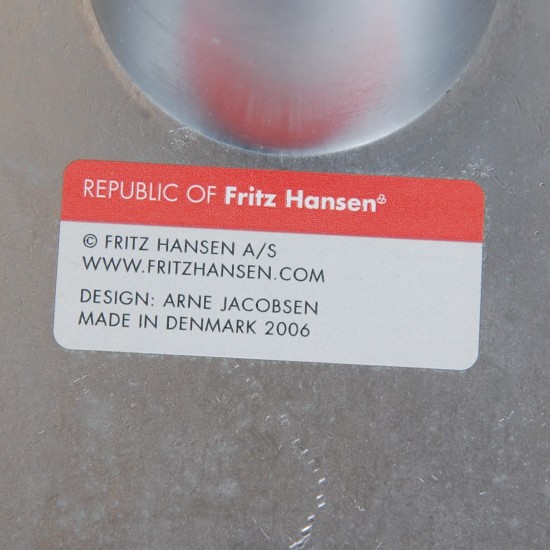 REPUBLIC OF Fritz Hansen
© FRITZ HANSEN A/S
WWW.FRITZHANSEN.COM
DESIGN: ARNE JACOBSEN
MADE IN DENMARK 2006